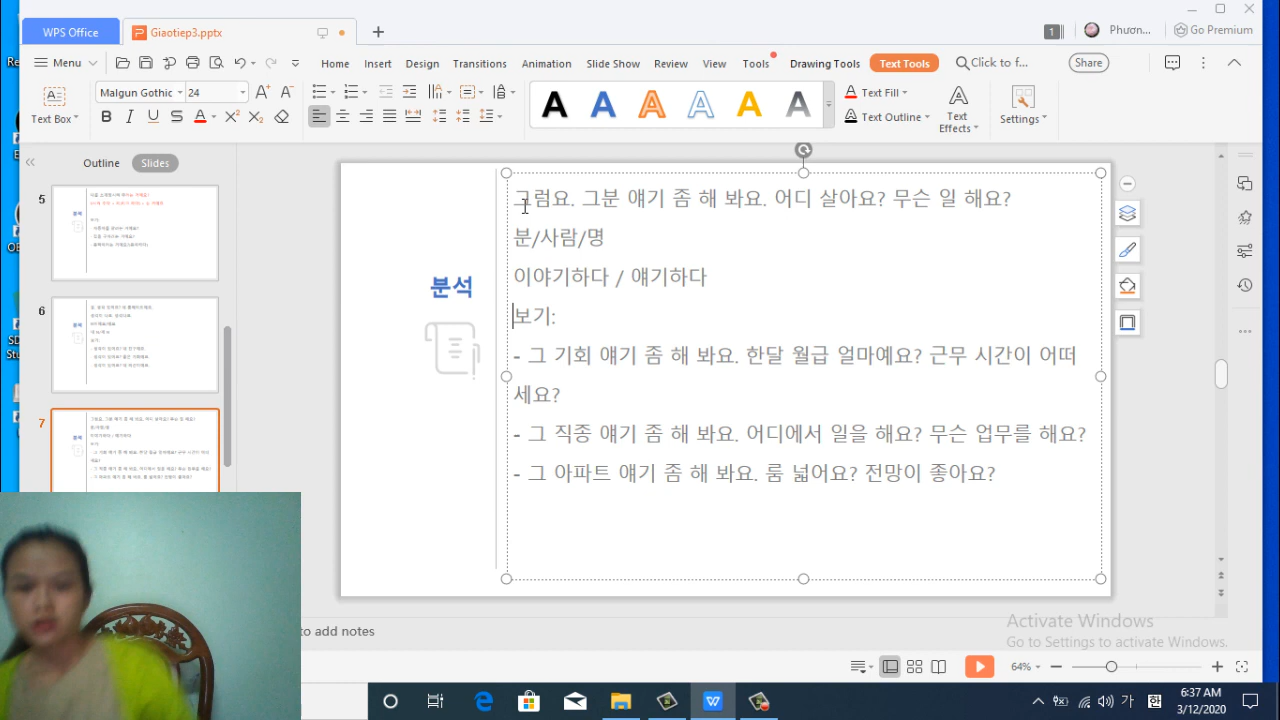 WPS Office
Giaotiep3.pptx
1
Phươn...
Go Premium
Menu
Home
Insert
Design
Transitions
Animation
Slide Show
Review
View
Tools
Drawing Tools
Text Tools
Click to f...
Share
Text Box
Malgun Gothic
24
B I U S A X² X₂
A A A A A A
Text Fill
Text Outline
Text Effects
Settings
Outline
Slides
5
6
7
분석
그럼요. 그분 얘기 좀 해 봐요. 어디 살아요? 무슨 일 해요?
분/사람/명
이야기하다 / 얘기하다
보기:
- 그 기회 얘기 좀 해 봐요. 한달 월급 얼마예요? 근무 시간이 어떠
세요?
- 그 직종 얘기 좀 해 봐요. 어디에서 일을 해요? 무슨 업무를 해요?
- 그 아파트 얘기 좀 해 봐요. 룸 넓어요? 전망이 좋아요?
to add notes
Activate Windows
Go to Settings to activate Windows.
64%
가
한
6:37 AM
3/12/2020